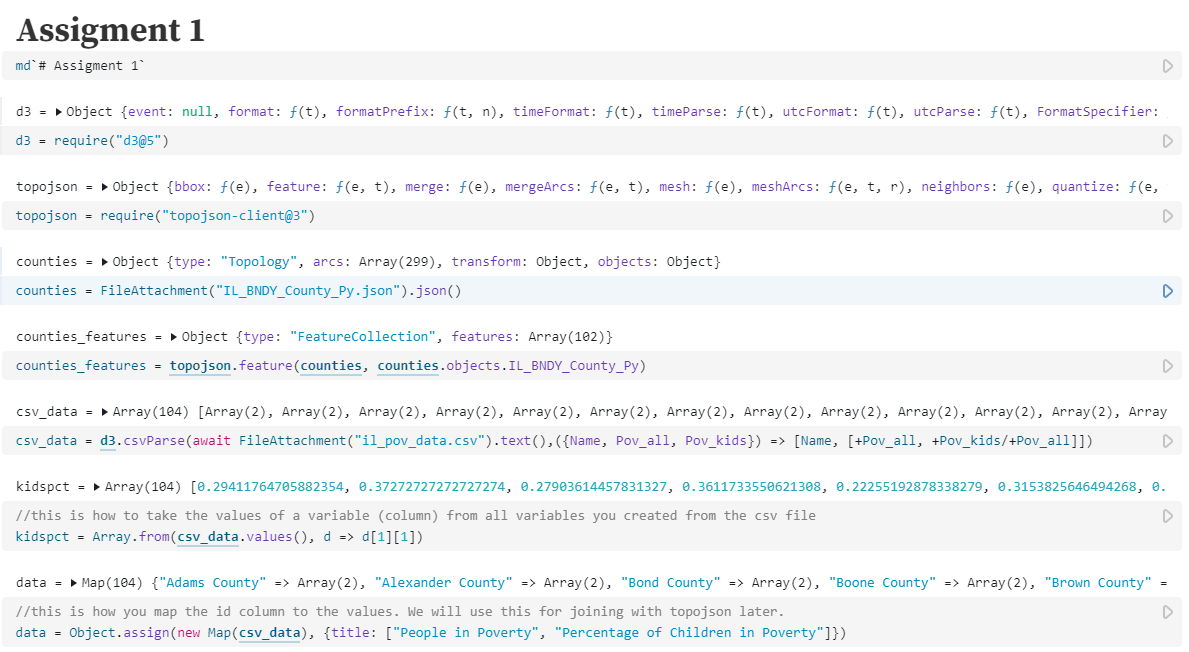 Assigment 1
md`# Assigment 1`
d3 = ▸Object {event: null, format: ƒ(t), formatPrefix: ƒ(t, n), timeFormat: ƒ(t), timeParse: ƒ(t), utcFormat: ƒ(t), utcParse: ƒ(t), FormatSpecifier:
d3 = require("d3@5")
topojson = ▸Object {bbox: ƒ(e), feature: ƒ(e, t), merge: ƒ(e), mergeArcs: ƒ(e, t), mesh: ƒ(e), meshArcs: ƒ(e, t, r), neighbors: ƒ(e), quantize: ƒ(e,
topojson = require("topojson-client@3")
counties = ▸Object {type: "Topology", arcs: Array(299), transform: Object, objects: Object}
counties = FileAttachment("IL_BNDY_County_Py.json").json()
counties_features = ▸Object {type: "FeatureCollection", features: Array(102)}
counties_features = topojson.feature(counties, counties.objects.IL_BNDY_County_Py)
csv_data = ▸Array(104) [Array(2), Array(2), Array(2), Array(2), Array(2), Array(2), Array(2), Array(2), Array(2), Array(2), Array(2), Array(2), Array
csv_data = d3.csvParse(await FileAttachment("il_pov_data.csv").text(),({Name, Pov_all, Pov_kids}) => [Name, [+Pov_all, +Pov_kids/+Pov_all]])
kidspct = ▸Array(104) [0.29411764705882354, 0.37272727272727274, 0.27903614457831327, 0.3611733550621308, 0.22255192878338279, 0.3153825646494268, 0.
//this is how to take the values of a variable (column) from all variables you created from the csv file
kidspct = Array.from(csv_data.values(), d => d[1][1])
data = ▸Map(104) {"Adams County" => Array(2), "Alexander County" => Array(2), "Bond County" => Array(2), "Boone County" => Array(2), "Brown County" =
//this is how you map the id column to the values. We will use this for joining with topojson later.
data = Object.assign(new Map(csv_data), {title: ["People in Poverty", "Percentage of Children in Poverty"]})